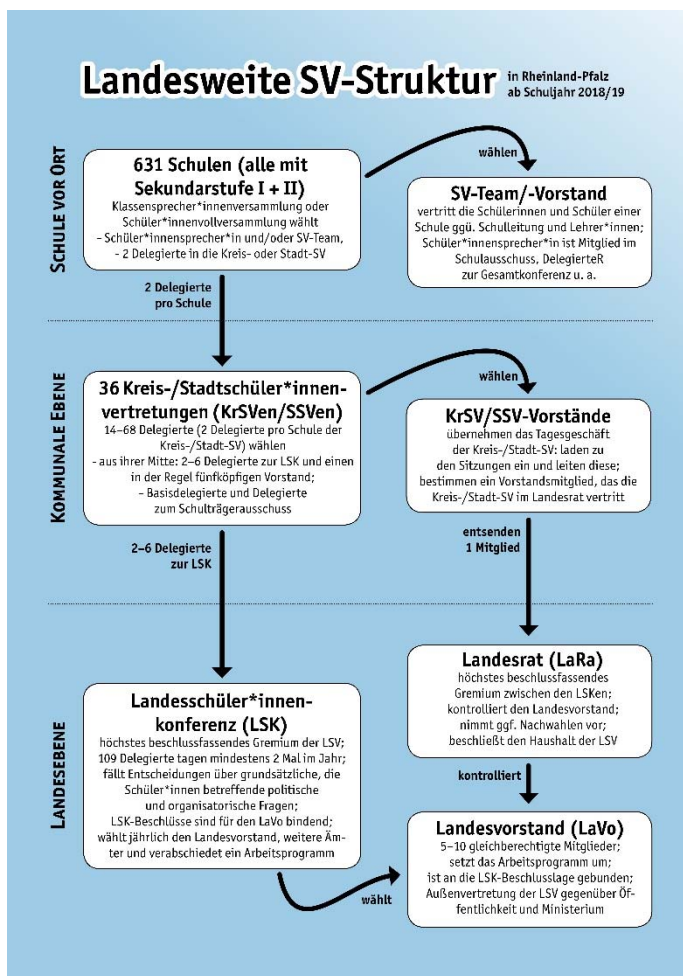 Landesweite SV-Struktur
in Rheinland-Pfalz
ab Schuljahr 2018/19
SCHULE VOR ORT
631 Schulen (alle mit
Sekundarstufe I + II)
Klassensprecher*innenversammlung oder
Schüler*innenvollversammlung wählt
– Schüler*innensprecher*in und/oder SV-Team,
- 2 Delegierte in die Kreis- oder Stadt-SV
wählen
SV-Team/-Vorstand
vertritt die Schülerinnen und Schüler einer
Schule ggü. Schulleitung und Lehrer*innen;
Schüler*innensprecher*in ist Mitglied im
Schulausschuss, DelegierteR
zur Gesamtkonferenz u. a.
2 Delegierte
pro Schule
KOMMUNALE EBENE
36 Kreis-/Stadtschüler*innen-
vertretungen (KrSVen/SSVen)
14–68 Delegierte (2 Delegierte pro Schule der
Kreis-/Stadt-SV) wählen
- aus ihrer Mitte: 2–6 Delegierte zur LSK und einen
in der Regel fünfköpfigen Vorstand;
- Basisdelegierte und Delegierte
zum Schulträgerausschuss
wählen
KrSV/SSV-Vorstände
übernehmen das Tagesgeschäft
der Kreis-/Stadt-SV: laden zu
den Sitzungen ein und leiten diese;
bestimmen ein Vorstandsmitglied, das die
Kreis-/Stadt-SV im Landesrat vertritt
2–6 Delegierte
zur LSK
entsenden
1 Mitglied
LANDESEBENE
Landesschüler*innen-
konferenz (LSK)
höchstes beschlussfassendes Gremium der LSV;
109 Delegierte tagen mindestens 2 Mal im Jahr;
fällt Entscheidungen über grundsätzliche, die
Schüler*innen betreffende politische
und organisatorische Fragen;
LSK-Beschlüsse sind für den LaVo bindend;
wählt jährlich den Landesvorstand, weitere Äm-
ter und verabschiedet ein Arbeitsprogramm
Landesrat (LaRa)
höchstes beschlussfassendes
Gremium zwischen den LSKen;
kontrolliert den Landesvorstand;
nimmt ggf. Nachwahlen vor;
beschließt den Haushalt der LSV
kontrolliert
Landesvorstand (LaVo)
5–10 gleichberechtigte Mitglieder;
setzt das Arbeitsprogramm um;
ist an die LSK-Beschlusslage gebunden;
Außenvertretung der LSV gegenüber Öf-
fentlichkeit und Ministerium
wählt